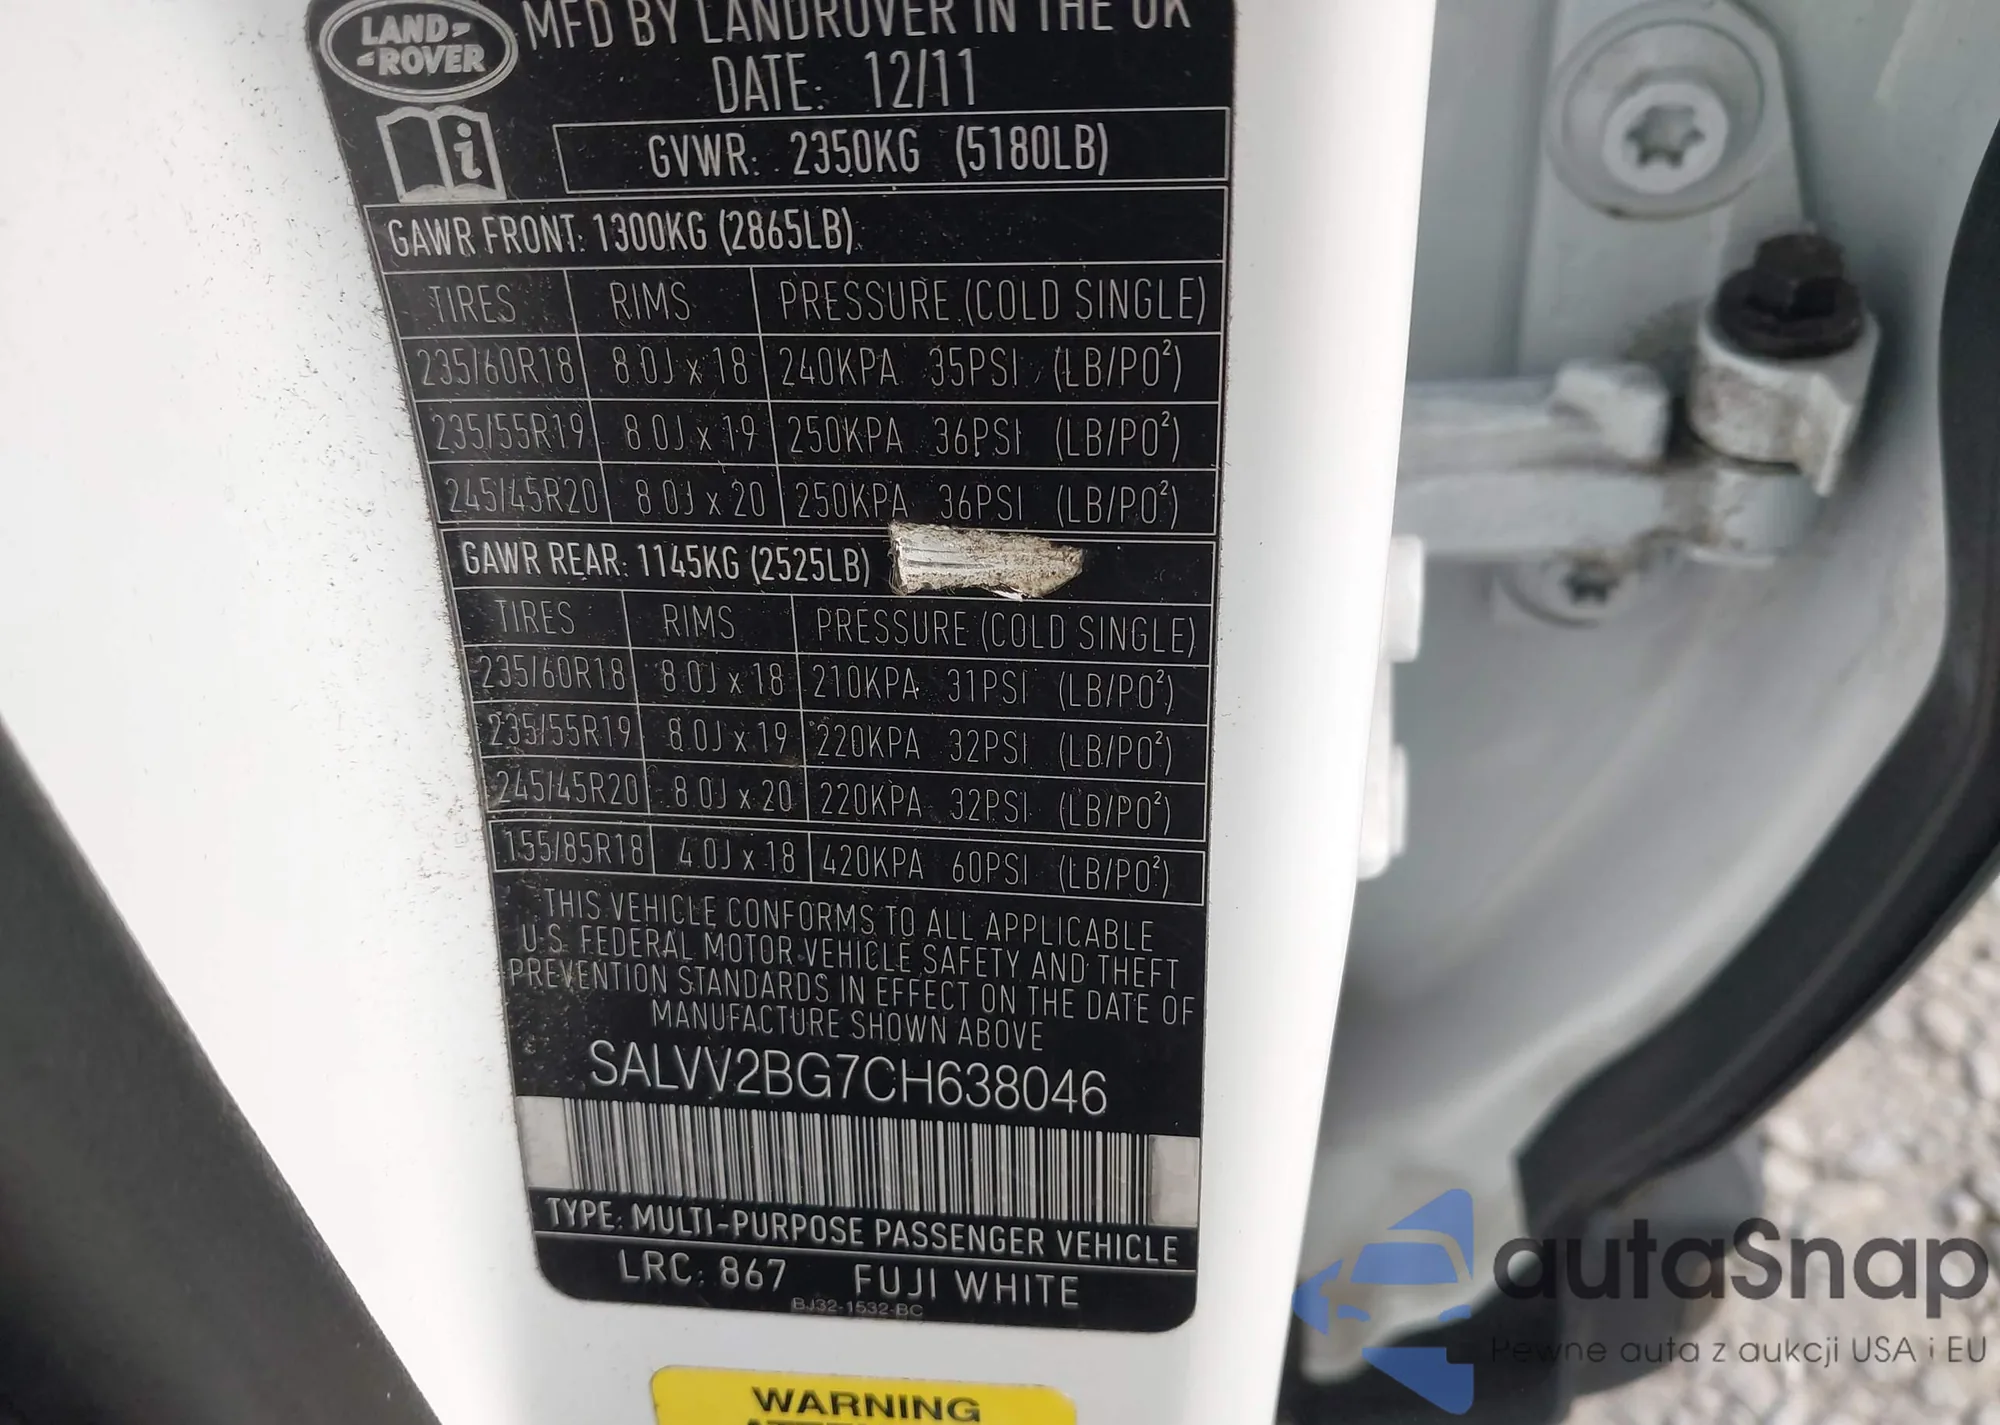 LAND-
-ROVER
MFD BY LANDROVER IN THE UK
DATE: 12/11
i
GVWR: 2350KG (5180LB)
GAWR FRONT: 1300KG (2865LB)
TIRES RIMS PRESSURE (COLD SINGLE)
235/60R18 8.0J x 18 240KPA 35PSI (LB/PO²)
235/55R19 8.0J x 19 250KPA 36PSI (LB/PO²)
245/45R20 8.0J x 20 250KPA 36PSI (LB/PO²)
GAWR REAR: 1145KG (2525LB)
TIRES RIMS PRESSURE (COLD SINGLE)
235/60R18 8.0J x 18 210KPA 31PSI (LB/PO²)
235/55R19 8.0J x 19 220KPA 32PSI (LB/PO²)
245/45R20 8.0J x 20 220KPA 32PSI (LB/PO²)
155/85R18 4.0J x 18 420KPA 60PSI (LB/PO²)
THIS VEHICLE CONFORMS TO ALL APPLICABLE
U.S. FEDERAL MOTOR VEHICLE SAFETY AND THEFT
PREVENTION STANDARDS IN EFFECT ON THE DATE OF
MANUFACTURE SHOWN ABOVE
SALVV2BG7CH638046
TYPE: MULTI-PURPOSE PASSENGER VEHICLE
LRC: 867 FUJI WHITE
BJ32-1532-BC
WARNING
autaSnap
Pewne auta z aukcji USA i EU